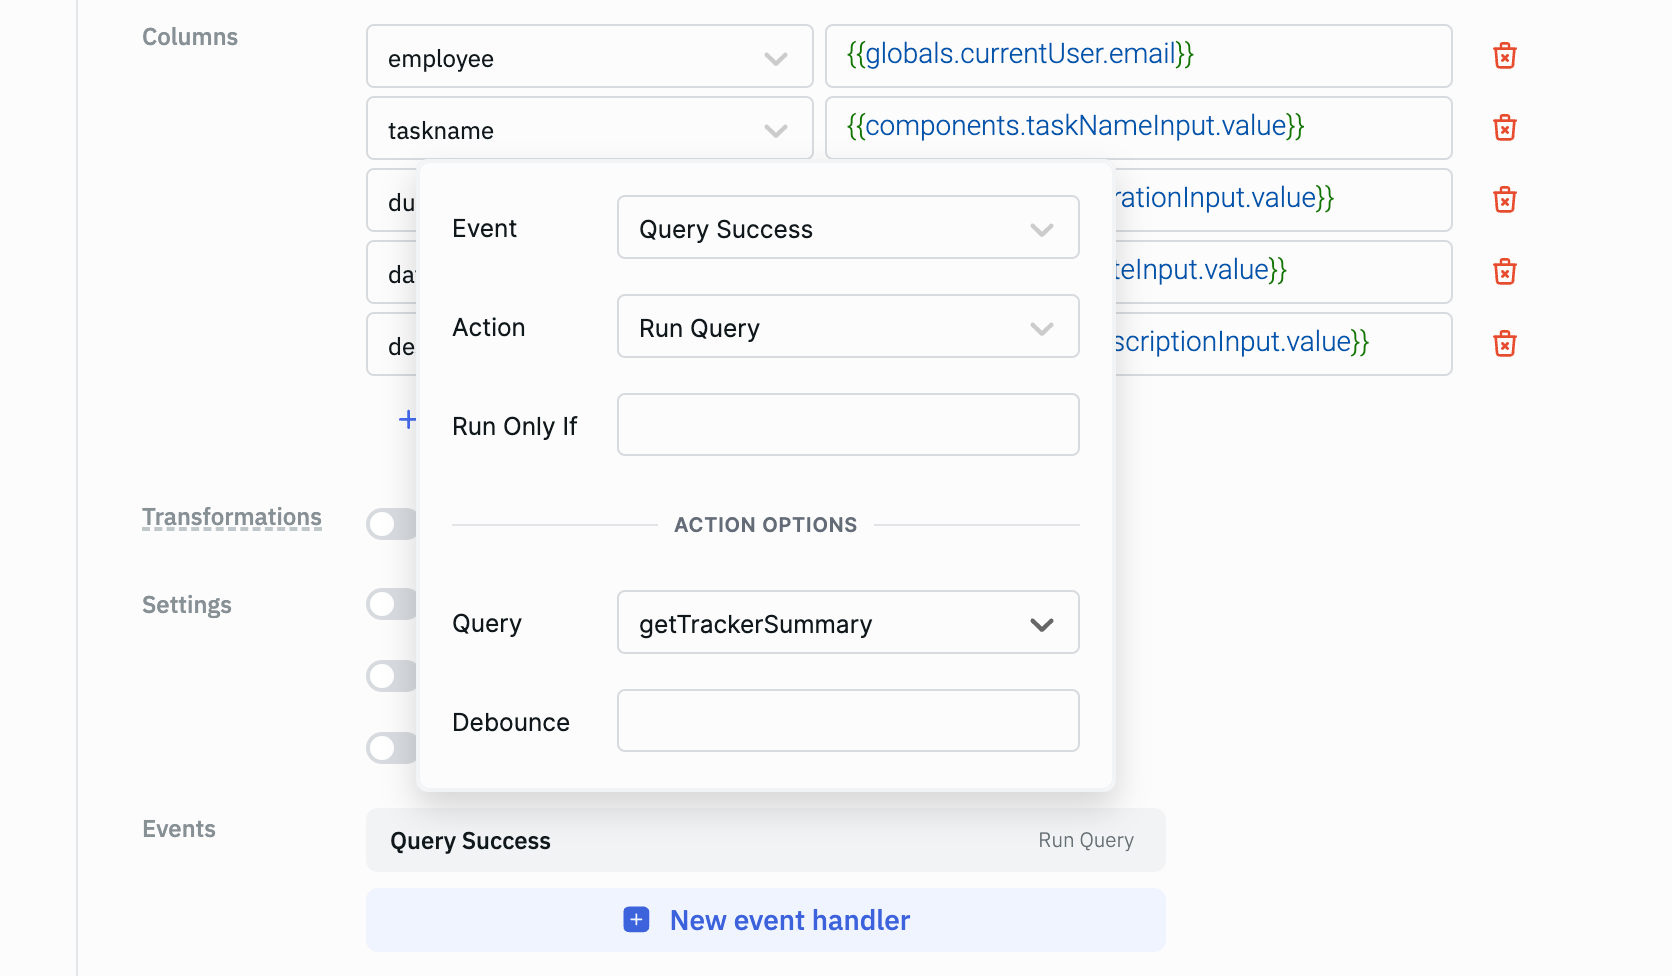 Columns
employee
{{globals.currentUser.email}}
taskname
{{components.taskNameInput.value}}
du
rationInput.value}}
da
teInput.value}}
de
scriptionInput.value}}
+
Event
Query Success
Action
Run Query
Run Only If
ACTION OPTIONS
Query
getTrackerSummary
Debounce
Transformations
Settings
Events
Query Success
Run Query
New event handler